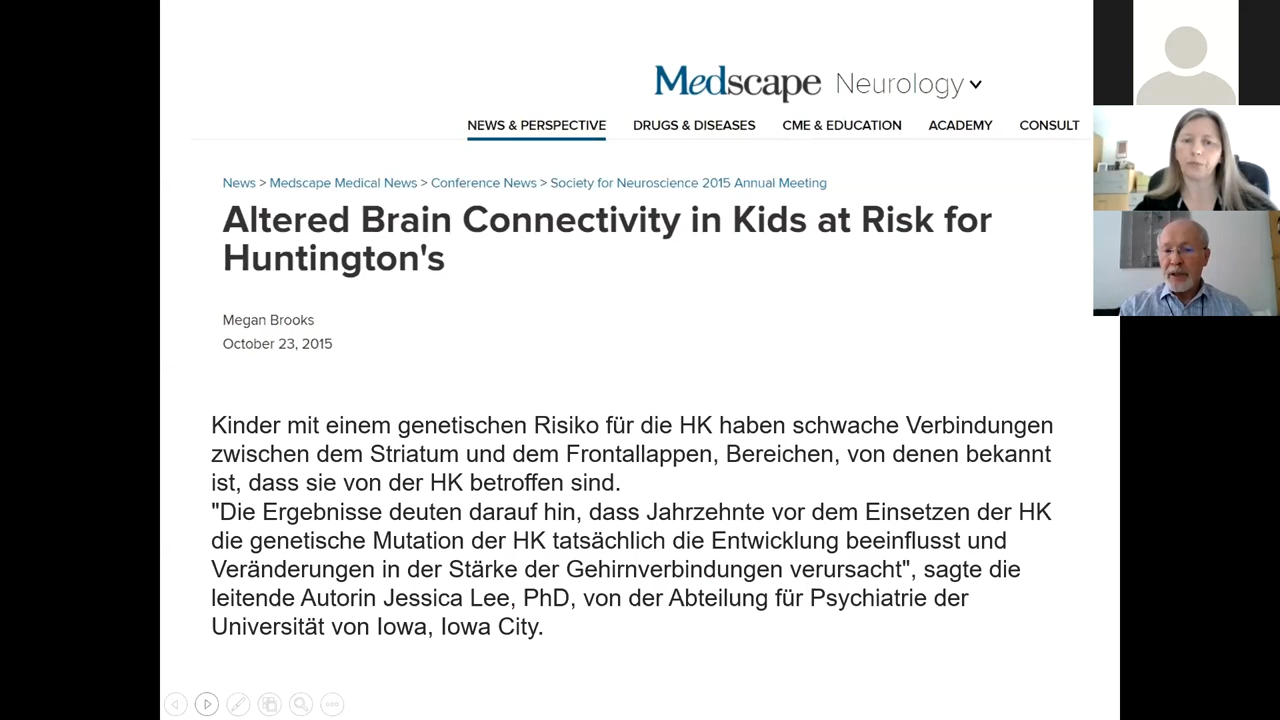 Medscape Neurology
NEWS & PERSPECTIVE DRUGS & DISEASES CME & EDUCATION ACADEMY CONSULT
News > Medscape Medical News > Conference News > Society for Neuroscience 2015 Annual Meeting
Altered Brain Connectivity in Kids at Risk for
Huntington's
Megan Brooks
October 23, 2015
Kinder mit einem genetischen Risiko für die HK haben schwache Verbindungen
zwischen dem Striatum und dem Frontallappen, Bereichen, von denen bekannt
ist, dass sie von der HK betroffen sind.
"Die Ergebnisse deuten darauf hin, dass Jahrzehnte vor dem Einsetzen der HK
die genetische Mutation der HK tatsächlich die Entwicklung beeinflusst und
Veränderungen in der Stärke der Gehirnverbindungen verursacht", sagte die
leitende Autorin Jessica Lee, PhD, von der Abteilung für Psychiatrie der
Universität von Iowa, Iowa City.